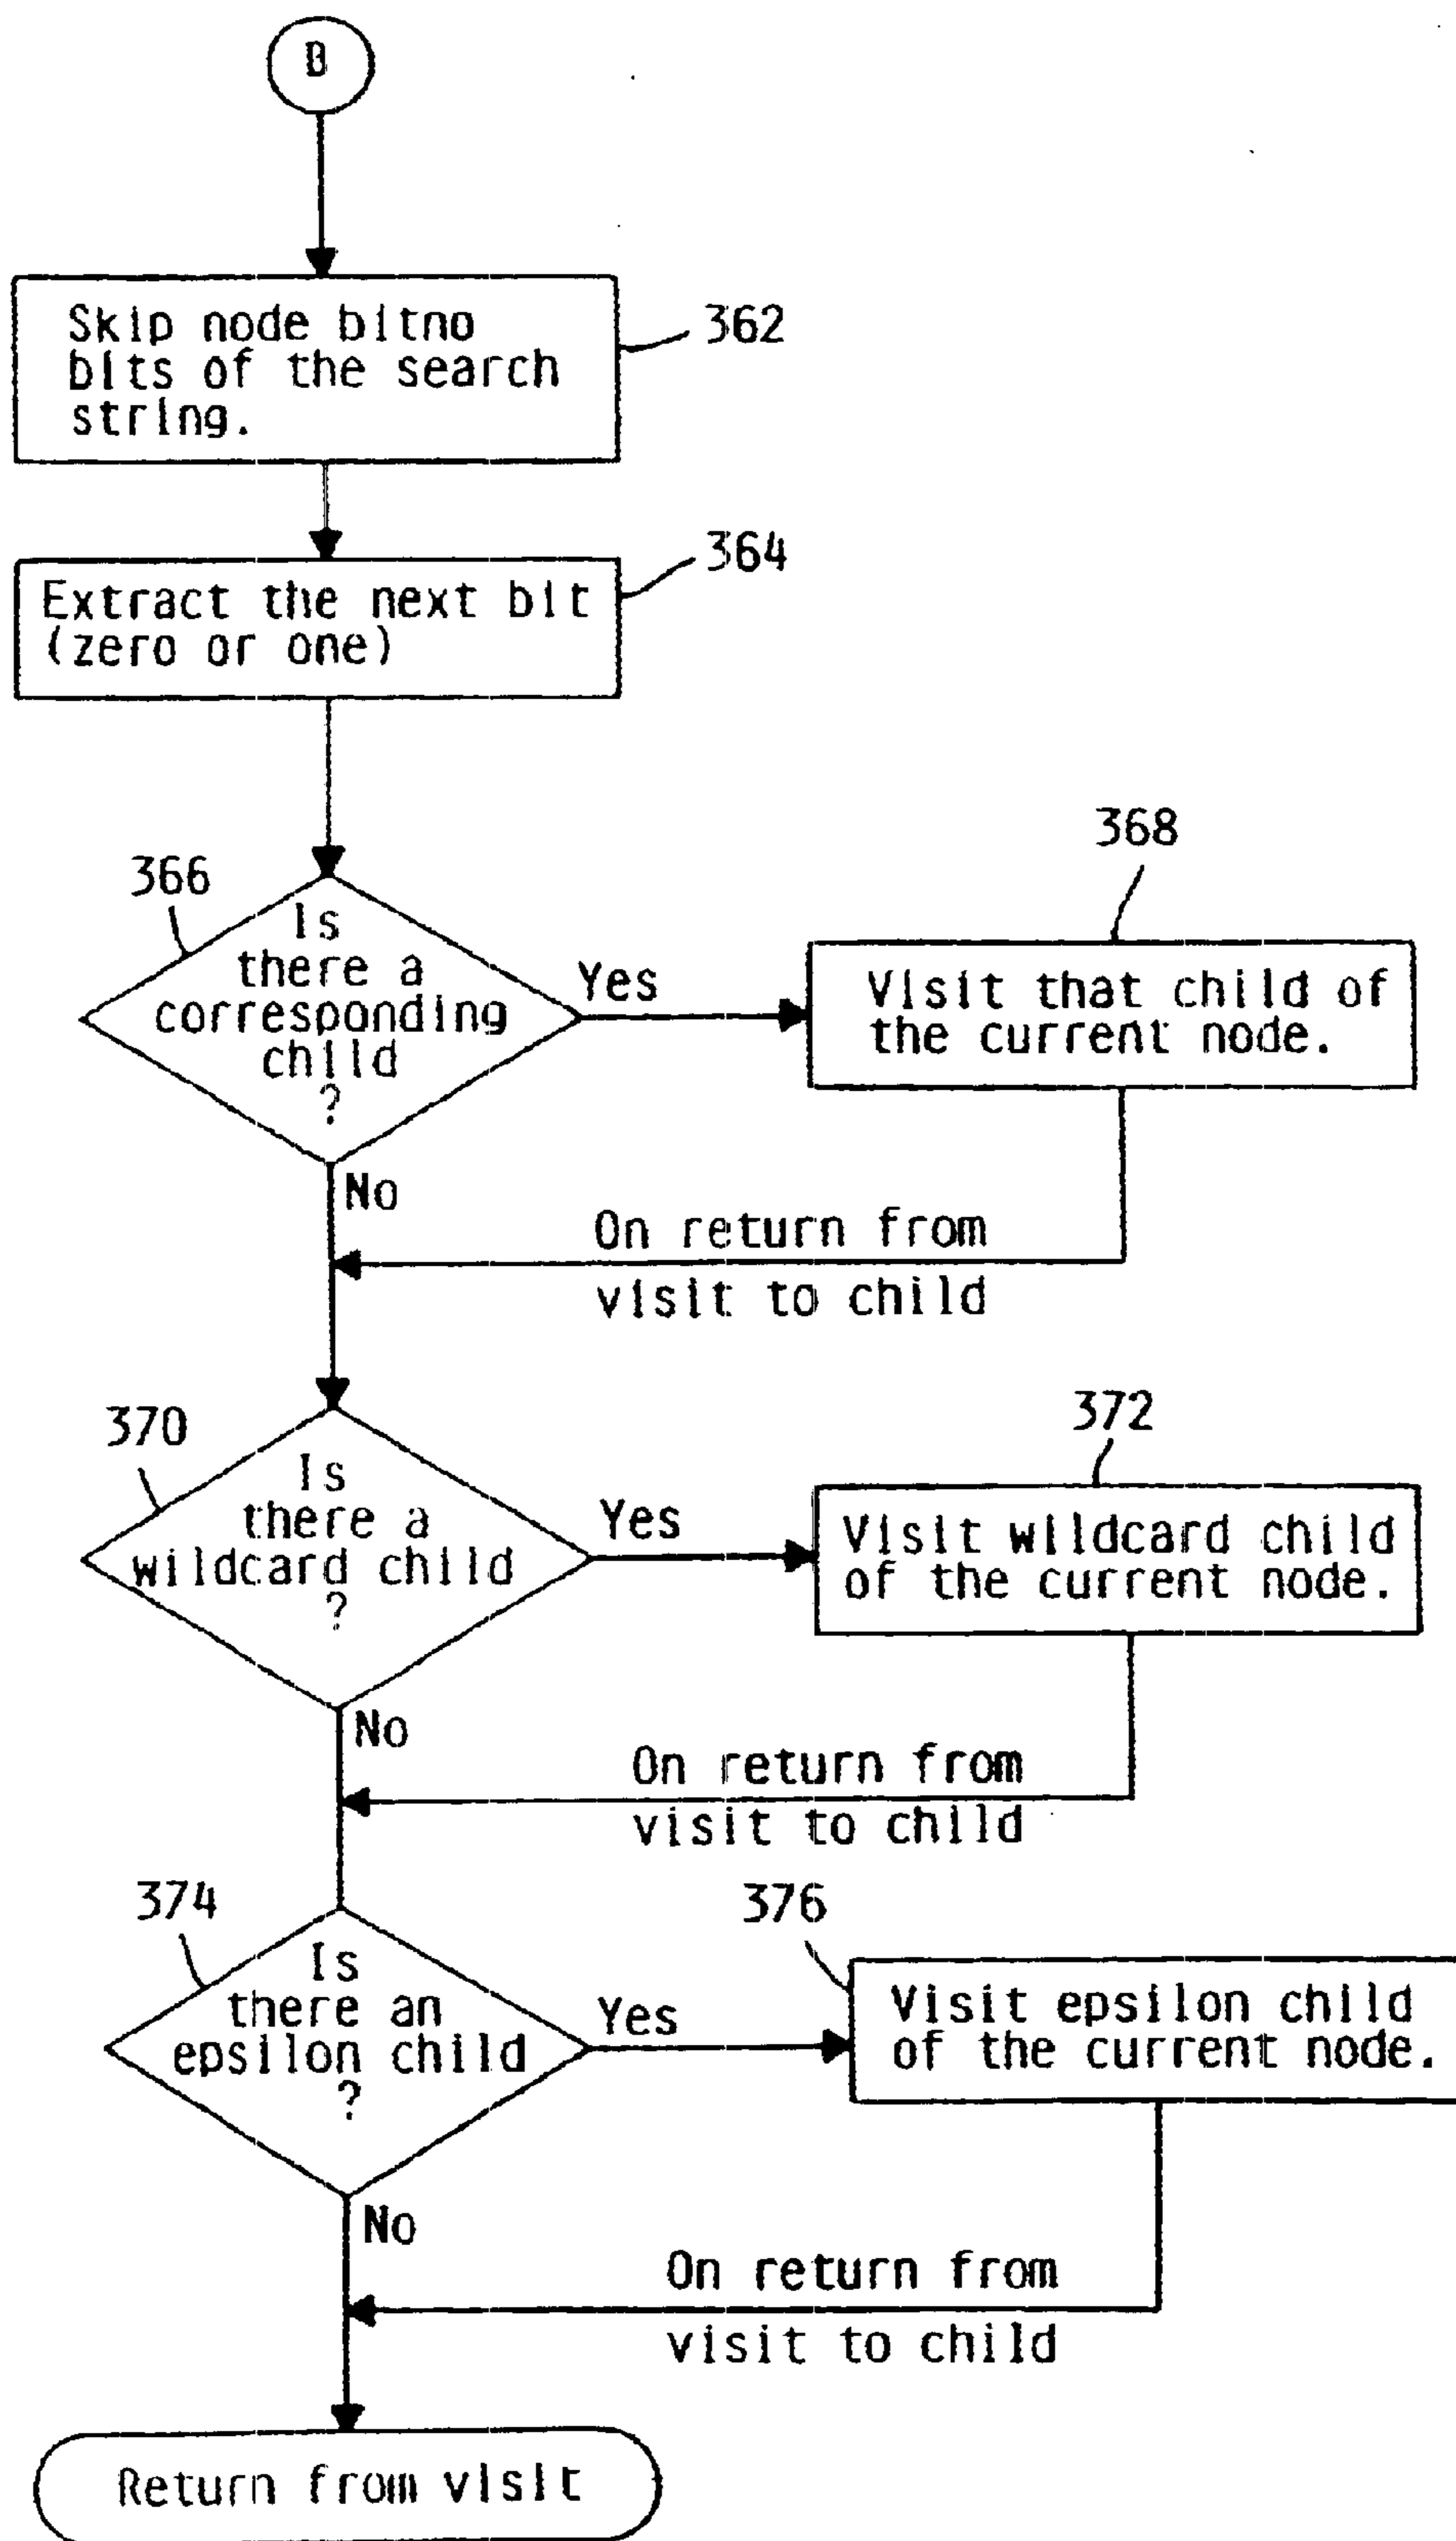 Skip node bitno
bits of the search
string.
362
Extract the next bit
(zero or one)
364
366
Is
there a
corresponding
child
?
Yes
368
Visit that child of
the current node.
No
On return from
visit to child
370
Is
there a
wildcard child
?
Yes
372
Visit wildcard child
of the current node.
No
On return from
visit to child
374
Is
there an
epsilon child
?
Yes
376
Visit epsilon child
of the current node.
No
On return from
visit to child
Return from visit